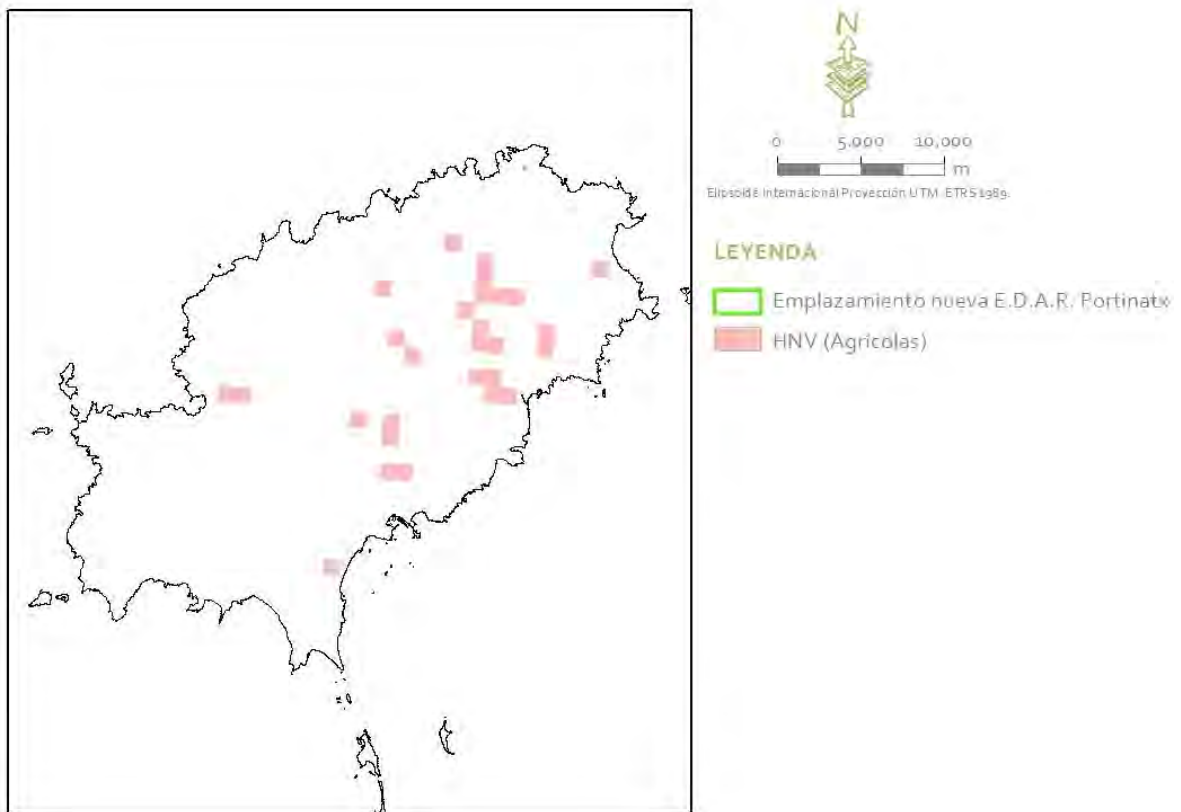 N
0 5.000 10.000
m
Elipsoide Internacional Proyección UTM ETRS 1989.
LEYENDA
Emplazamiento nueva E.D.A.R. Portinatx
HNV (Agrícolas)